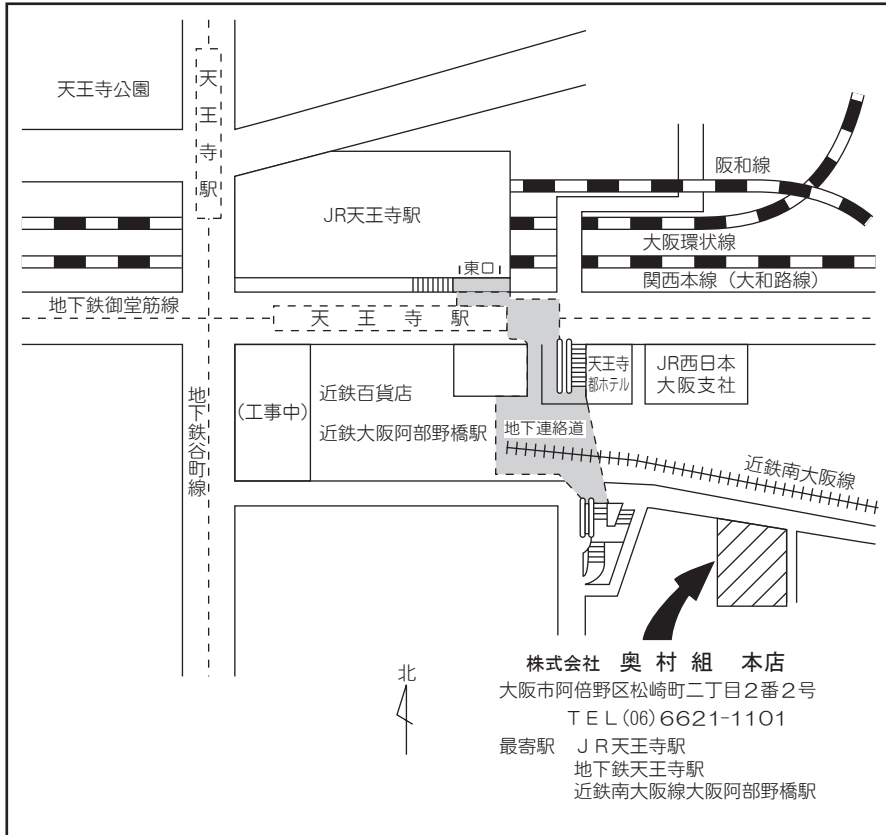 天王寺公園
天王寺駅
JR天王寺駅
阪和線
大阪環状線
東口
関西本線（大和路線）
地下鉄御堂筋線
天王寺駅
天王寺
都ホテル
JR西日本
大阪支社
（工事中）
近鉄百貨店
近鉄大阪阿部野橋駅
地下連絡道
地下鉄谷町線
近鉄南大阪線
北
株式会社 奥村組 本店
大阪市阿倍野区松崎町二丁目2番2号
TEL(06)6621-1101
最寄駅 JR天王寺駅
地下鉄天王寺駅
近鉄南大阪線大阪阿部野橋駅